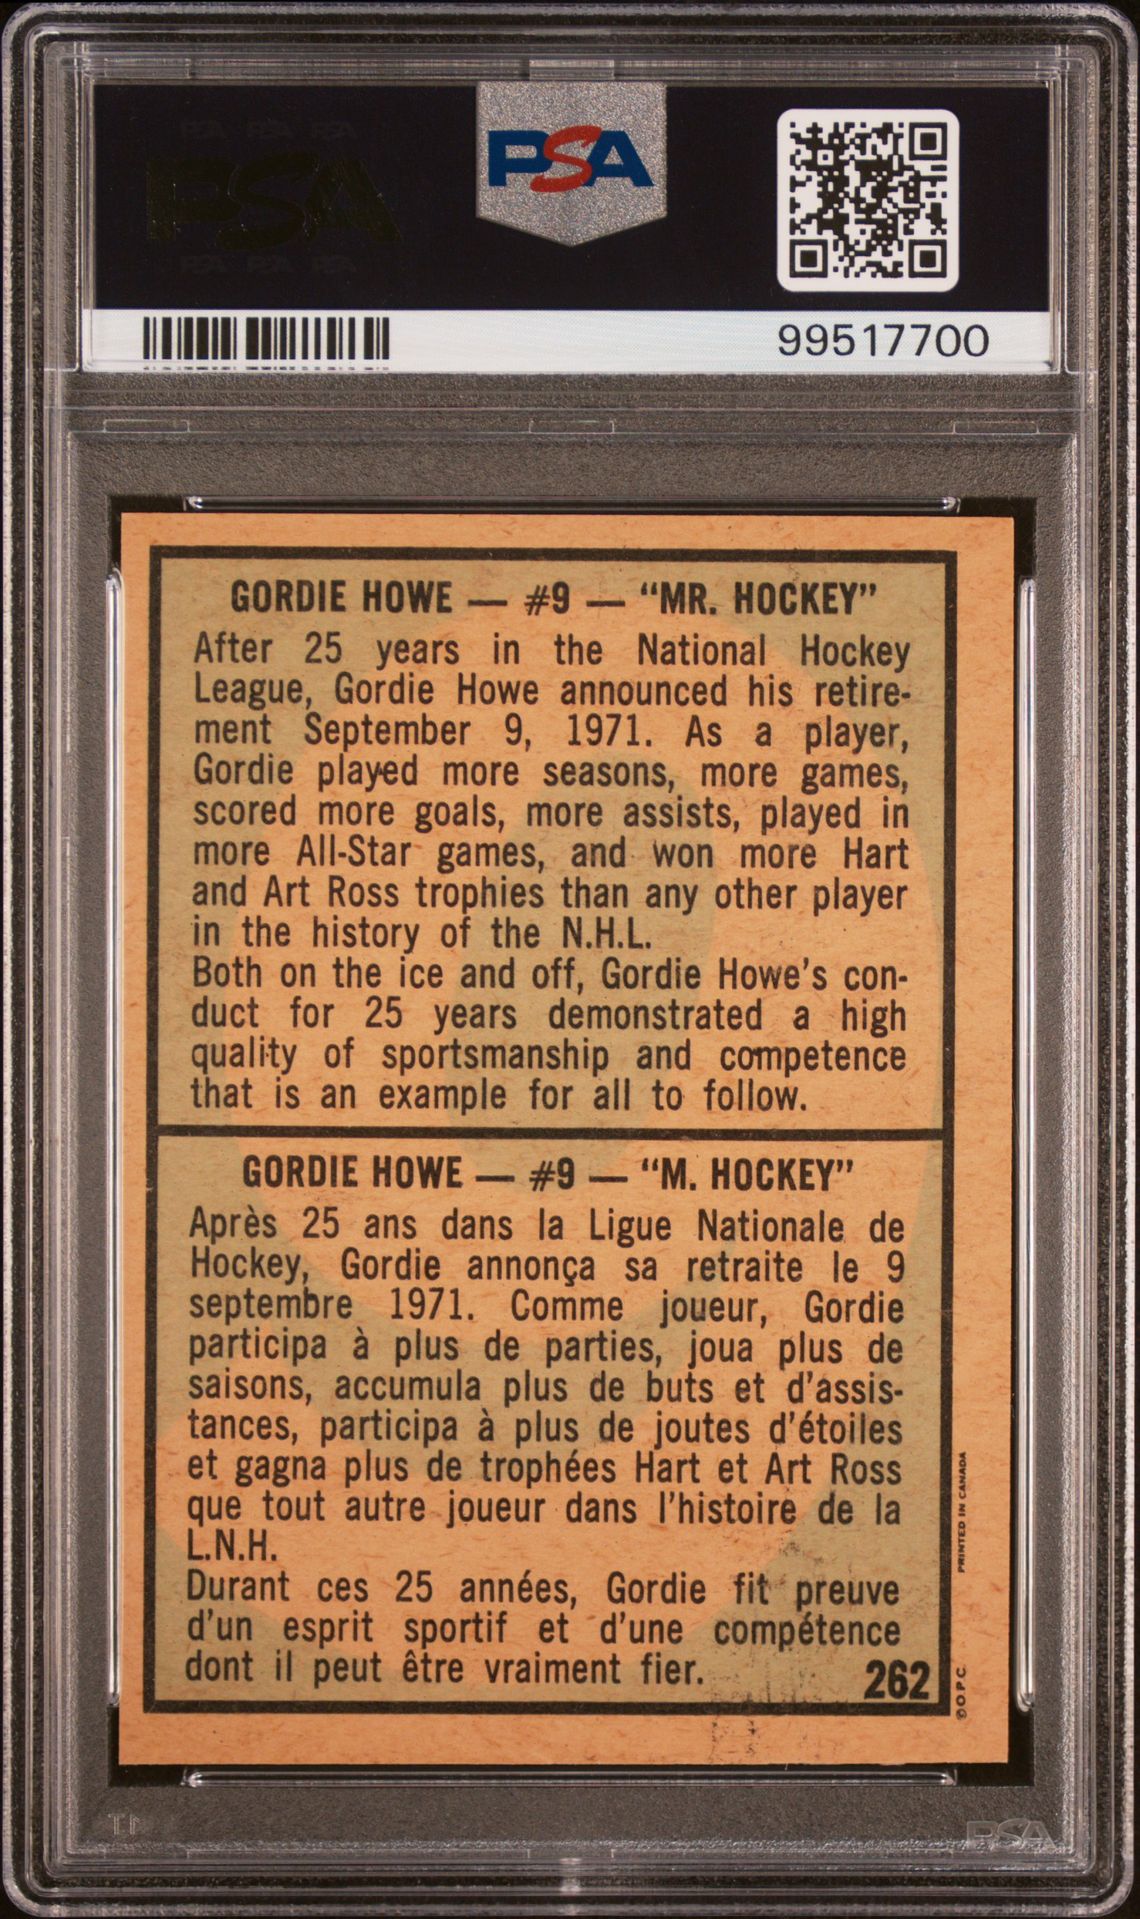 PSA PSA PSA
PSA
PSA PSA PSA
PSA
99517700
GORDIE HOWE — #9 — “MR. HOCKEY”
After 25 years in the National Hockey
League, Gordie Howe announced his retire-
ment September 9, 1971. As a player,
Gordie played more seasons, more games,
scored more goals, more assists, played in
more All-Star games, and won more Hart
and Art Ross trophies than any other player
in the history of the N.H.L.
Both on the ice and off, Gordie Howe's con-
duct for 25 years demonstrated a high
quality of sportsmanship and competence
that is an example for all to follow.
GORDIE HOWE — #9 — “M. HOCKEY”
Après 25 ans dans la Ligue Nationale de
Hockey, Gordie annonça sa retraite le 9
septembre 1971. Comme joueur, Gordie
participa à plus de parties, joua plus de
saisons, accumula plus de buts et d'assis-
tances, participa à plus de joutes d'étoiles
et gagna plus de trophées Hart et Art Ross
que tout autre joueur dans l'histoire de la
L.N.H.
Durant ces 25 années, Gordie fit preuve
d'un esprit sportif et d'une compétence
dont il peut être vraiment fier.
262
©O.P.C.
PRINTED IN CANADA
PSA